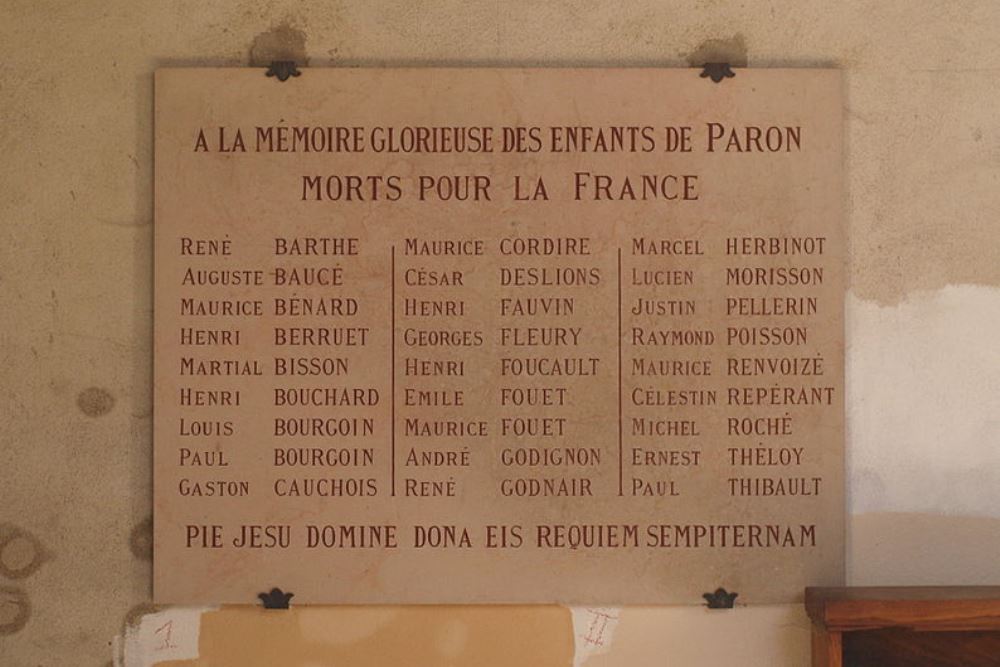 A LA MÉMOIRE GLORIEUSE DES ENFANTS DE PARON
MORTS POUR LA FRANCE
RENÉ BARTHE
AUGUSTE BAUCÉ
MAURICE BÉNARD
HENRI BERRUET
MARTIAL BISSON
HENRI BOUCHARD
LOUIS BOURGOIN
PAUL BOURGOIN
GASTON CAUCHOIS
MAURICE CORDIRE
CÉSAR DESLIONS
HENRI FAUVIN
GEORGES FLEURY
HENRI FOUCAULT
EMILE FOUET
MAURICE FOUET
ANDRÉ GODIGNON
RENÉ GODNAIR
MARCEL HERBINOT
LUCIEN MORISSON
JUSTIN PELLERIN
RAYMOND POISSON
MAURICE RENVOIZÉ
CÉLESTIN REPÉRANT
MICHEL ROCHÉ
ERNEST THÉLOY
PAUL THIBAULT
PIE JESU DOMINE DONA EIS REQUIEM SEMPITERNAM
1
II